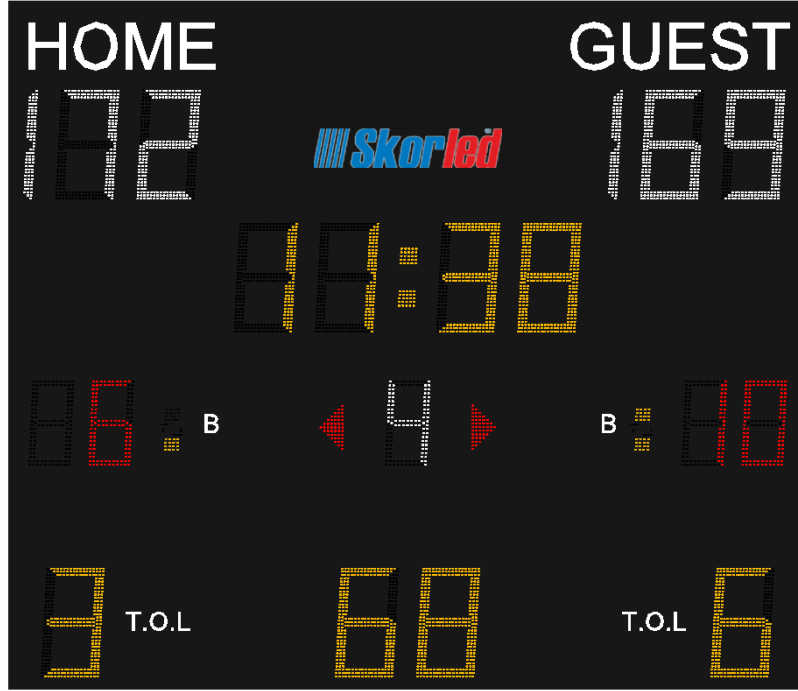 HOME GUEST
172 Skorled 169
11:38
6 B 4 B 10
3 T.O.L 68 T.O.L 6